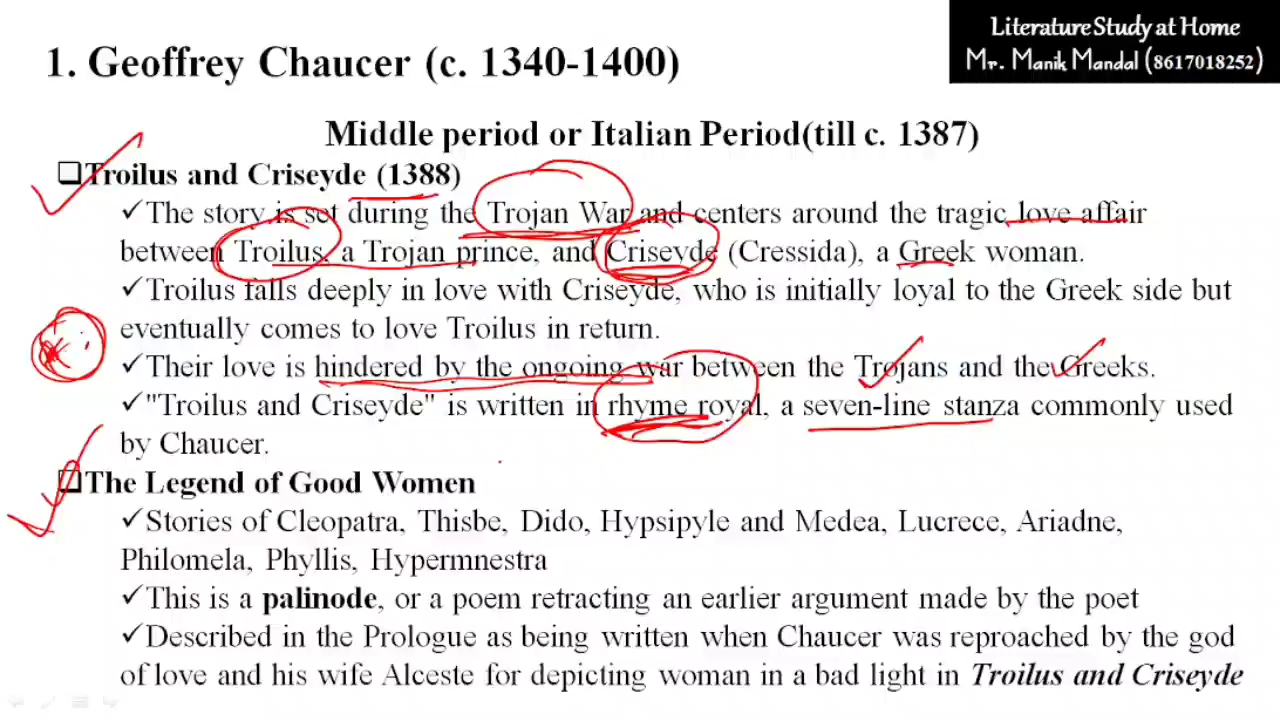 Literature Study at Home
Mr. Manik Mandal (8617018252)
1. Geoffrey Chaucer (c. 1340-1400)
Middle period or Italian Period(till c. 1387)
❑Troilus and Criseyde (1388)
✓The story is set during the Trojan War and centers around the tragic love affair
between Troilus, a Trojan prince, and Criseyde (Cressida), a Greek woman.
✓Troilus falls deeply in love with Criseyde, who is initially loyal to the Greek side but
eventually comes to love Troilus in return.
✓Their love is hindered by the ongoing war between the Trojans and the Greeks.
✓"Troilus and Criseyde" is written in rhyme royal, a seven-line stanza commonly used
by Chaucer.
❑The Legend of Good Women
✓Stories of Cleopatra, Thisbe, Dido, Hypsipyle and Medea, Lucrece, Ariadne,
Philomela, Phyllis, Hypermnestra
✓This is a palinode, or a poem retracting an earlier argument made by the poet
✓Described in the Prologue as being written when Chaucer was reproached by the god
of love and his wife Alceste for depicting woman in a bad light in Troilus and Criseyde